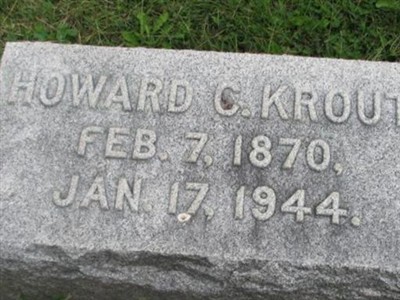 HOWARD C. KROUT
FEB. 7, 1870,
JAN. 17, 1944.